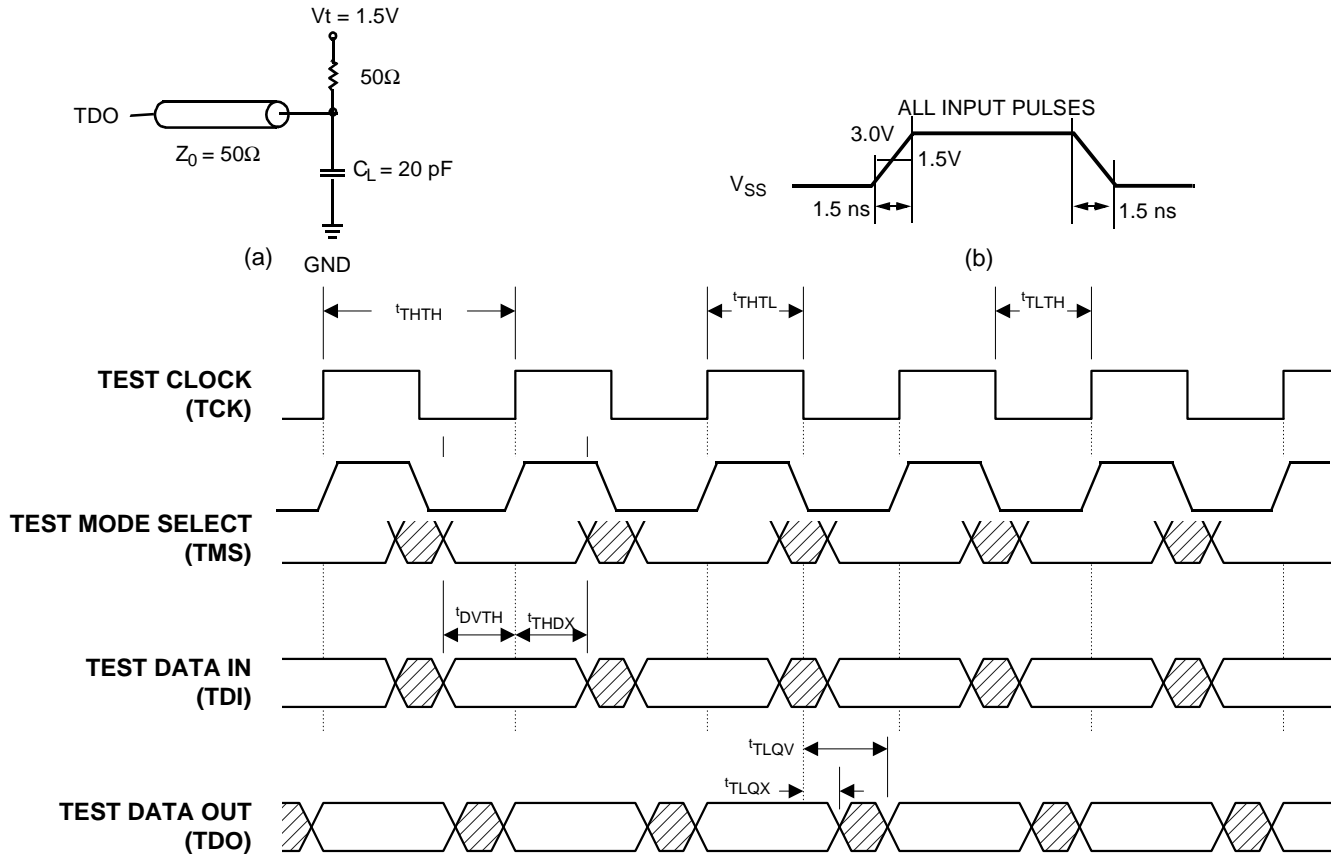 Vt = 1.5V
50Ω
TDO
Z0 = 50Ω
CL = 20 pF
(a)
GND
ALL INPUT PULSES
3.0V
1.5V
VSS
1.5 ns
1.5 ns
(b)
tTHTH
tTHTL
tTLTH
TEST CLOCK
(TCK)
TEST MODE SELECT
(TMS)
tDVTH
tTHDX
TEST DATA IN
(TDI)
tTLQV
tTLQX
TEST DATA OUT
(TDO)